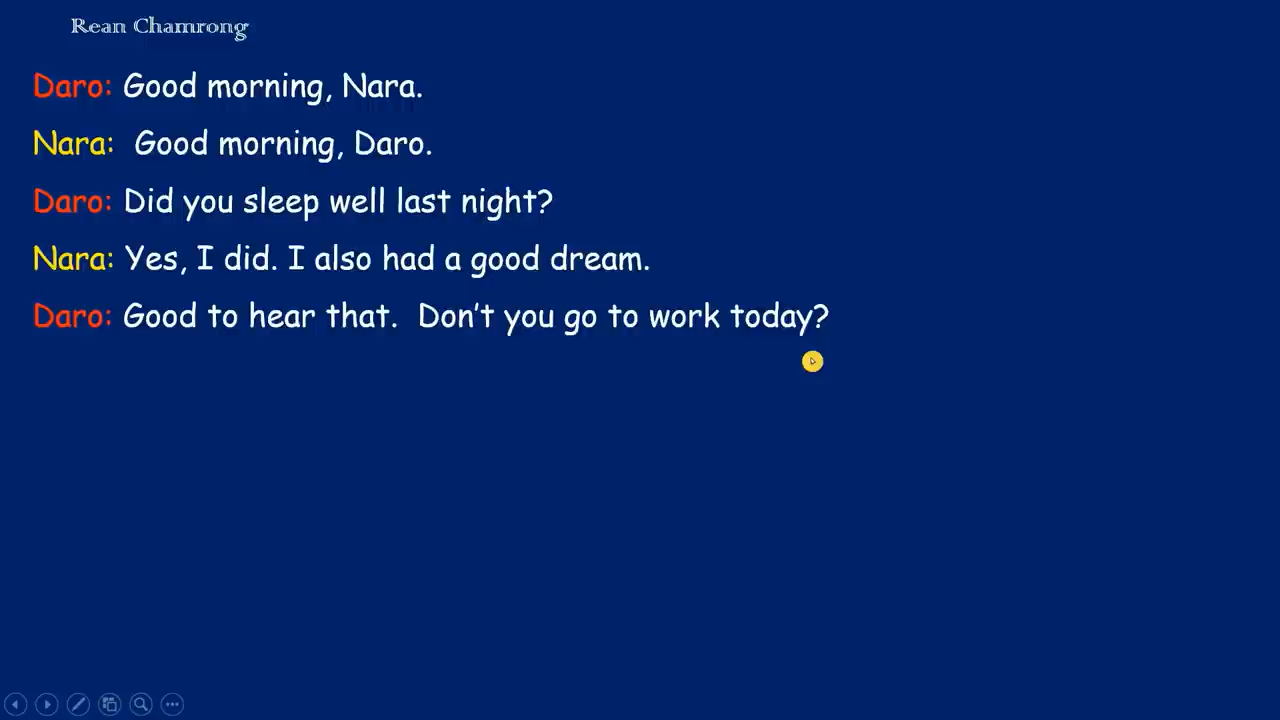 Rean Chamrong
Daro: Good morning, Nara.
Nara: Good morning, Daro.
Daro: Did you sleep well last night?
Nara: Yes, I did. I also had a good dream.
Daro: Good to hear that. Don’t you go to work today?